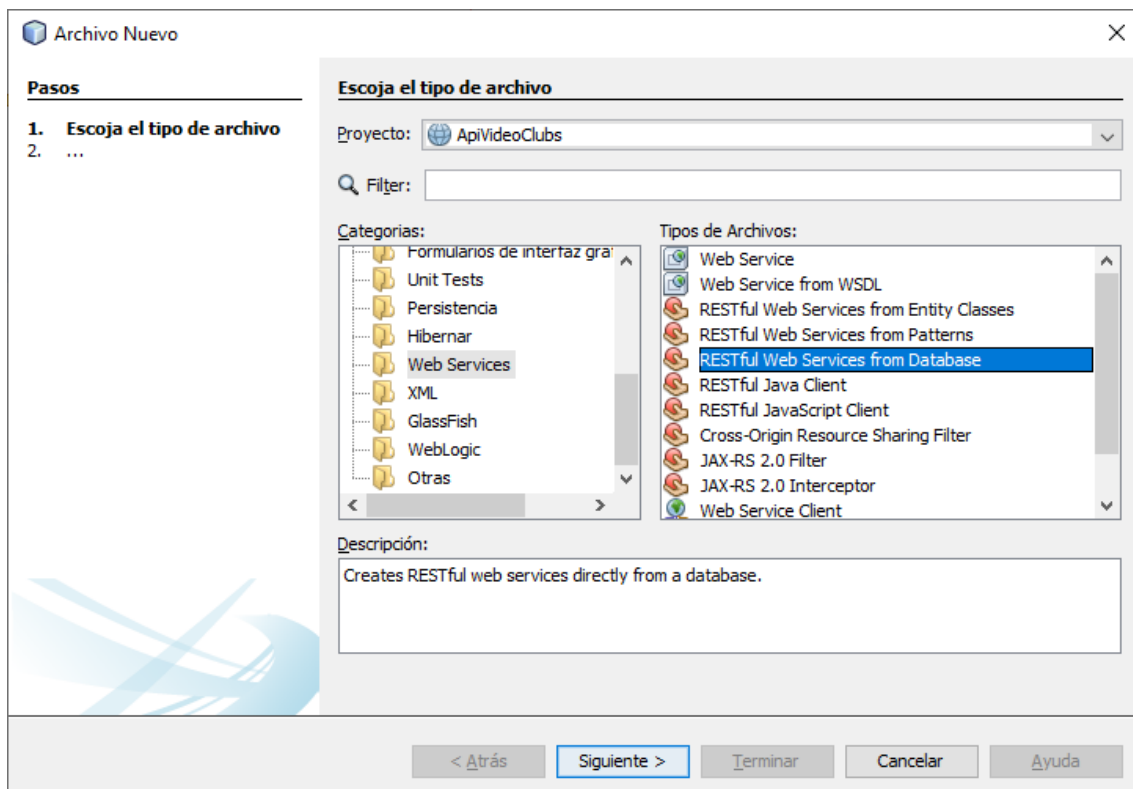 Archivo Nuevo
Pasos
1. Escoja el tipo de archivo
2. ...
Escoja el tipo de archivo
Proyecto: ApiVideoClubs
Filter:
Categorias:
Formularios de interfaz grá
Unit Tests
Persistencia
Hibernar
Web Services
XML
GlassFish
WebLogic
Otras
Tipos de Archivos:
Web Service
Web Service from WSDL
RESTful Web Services from Entity Classes
RESTful Web Services from Patterns
RESTful Web Services from Database
RESTful Java Client
RESTful JavaScript Client
Cross-Origin Resource Sharing Filter
JAX-RS 2.0 Filter
JAX-RS 2.0 Interceptor
Web Service Client
Descripción:
Creates RESTful web services directly from a database.
< Atrás
Siguiente >
Terminar
Cancelar
Ayuda